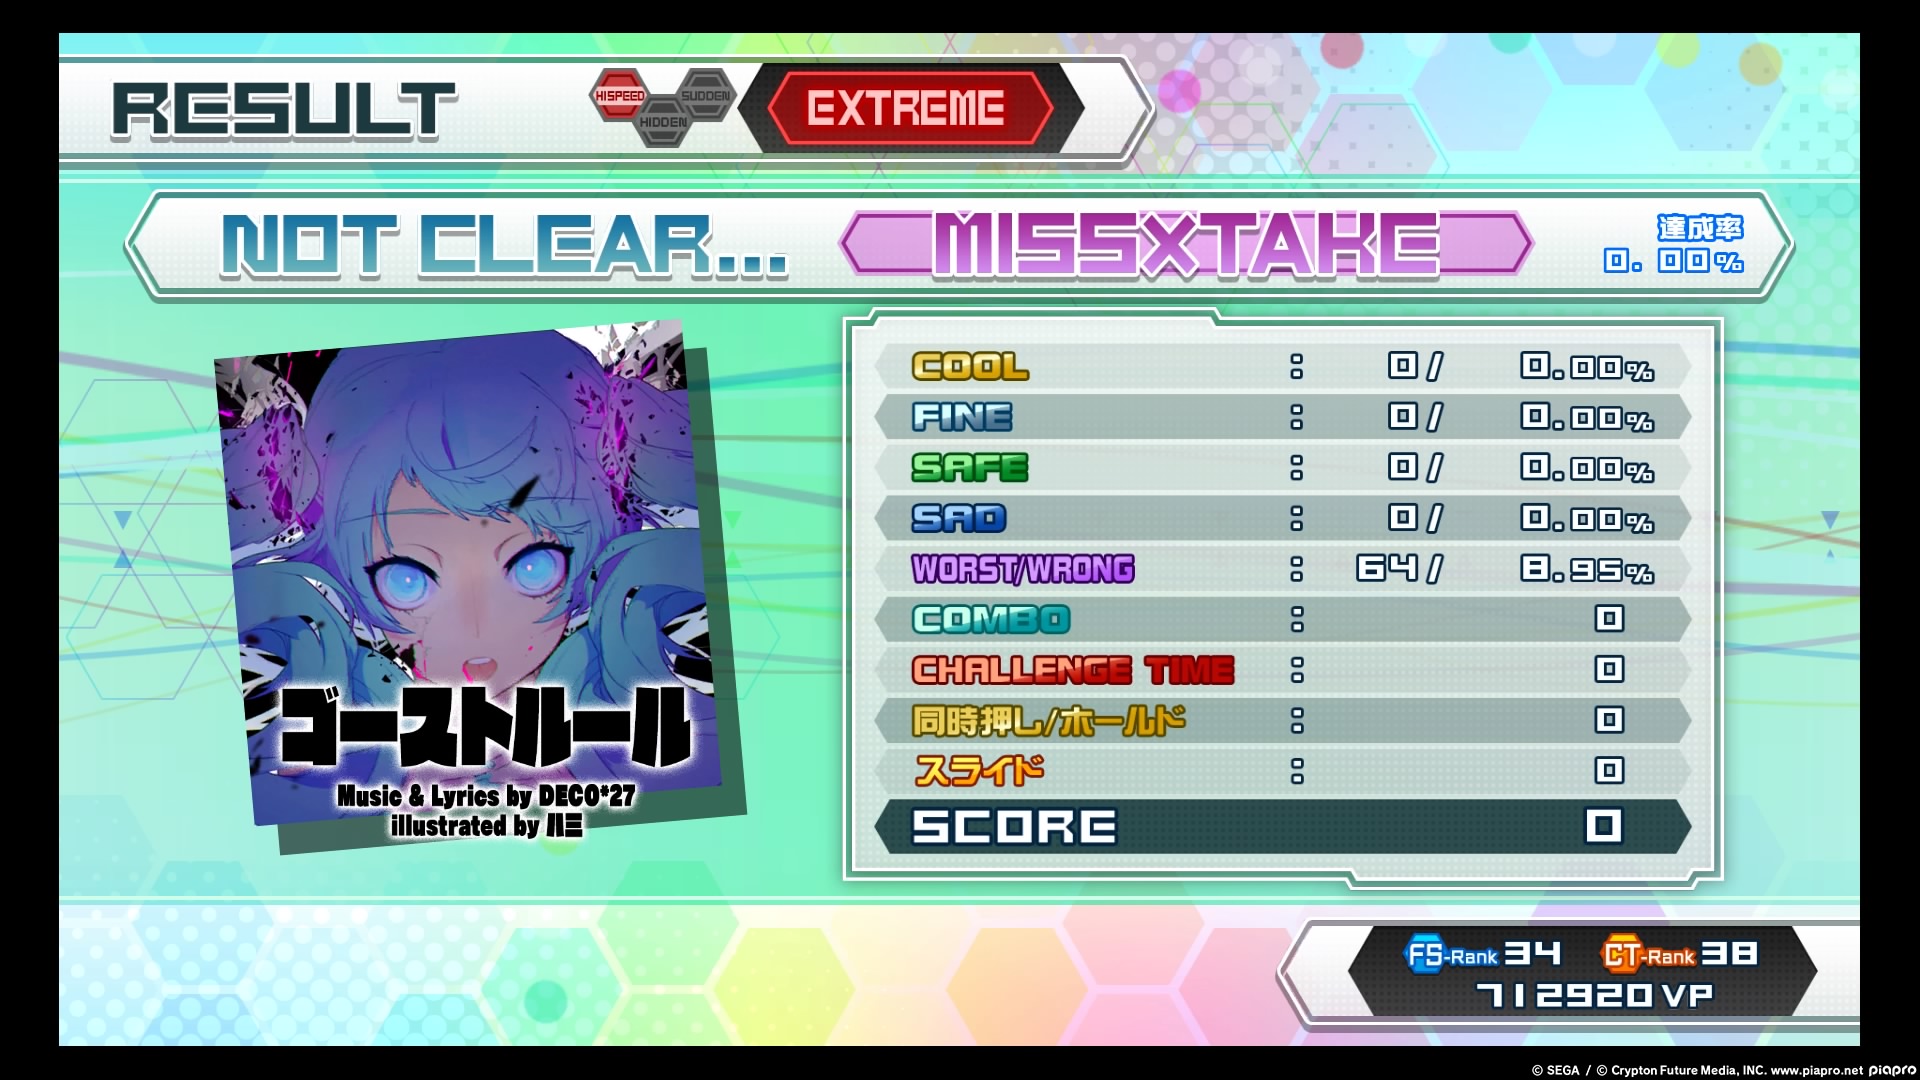 RESULT
HISPEED
HIDDEN
SUDDEN
EXTREME
NOT CLEAR...
MISS×TAKE
達成率
0.00%
COOL : 0/ 0.00%
FINE : 0/ 0.00%
SAFE : 0/ 0.00%
SAD : 0/ 0.00%
WORST/WRONG : 64/ 8.95%
COMBO : 0
CHALLENGE TIME : 0
同時押し/ホールド : 0
スライド : 0
SCORE 0
ゴーストルール
Music & Lyrics by DECO*27
illustrated by 八三
FS-Rank 34 CT-Rank 38
712920 VP
© SEGA / © Crypton Future Media, INC. www.piapro.net piapro